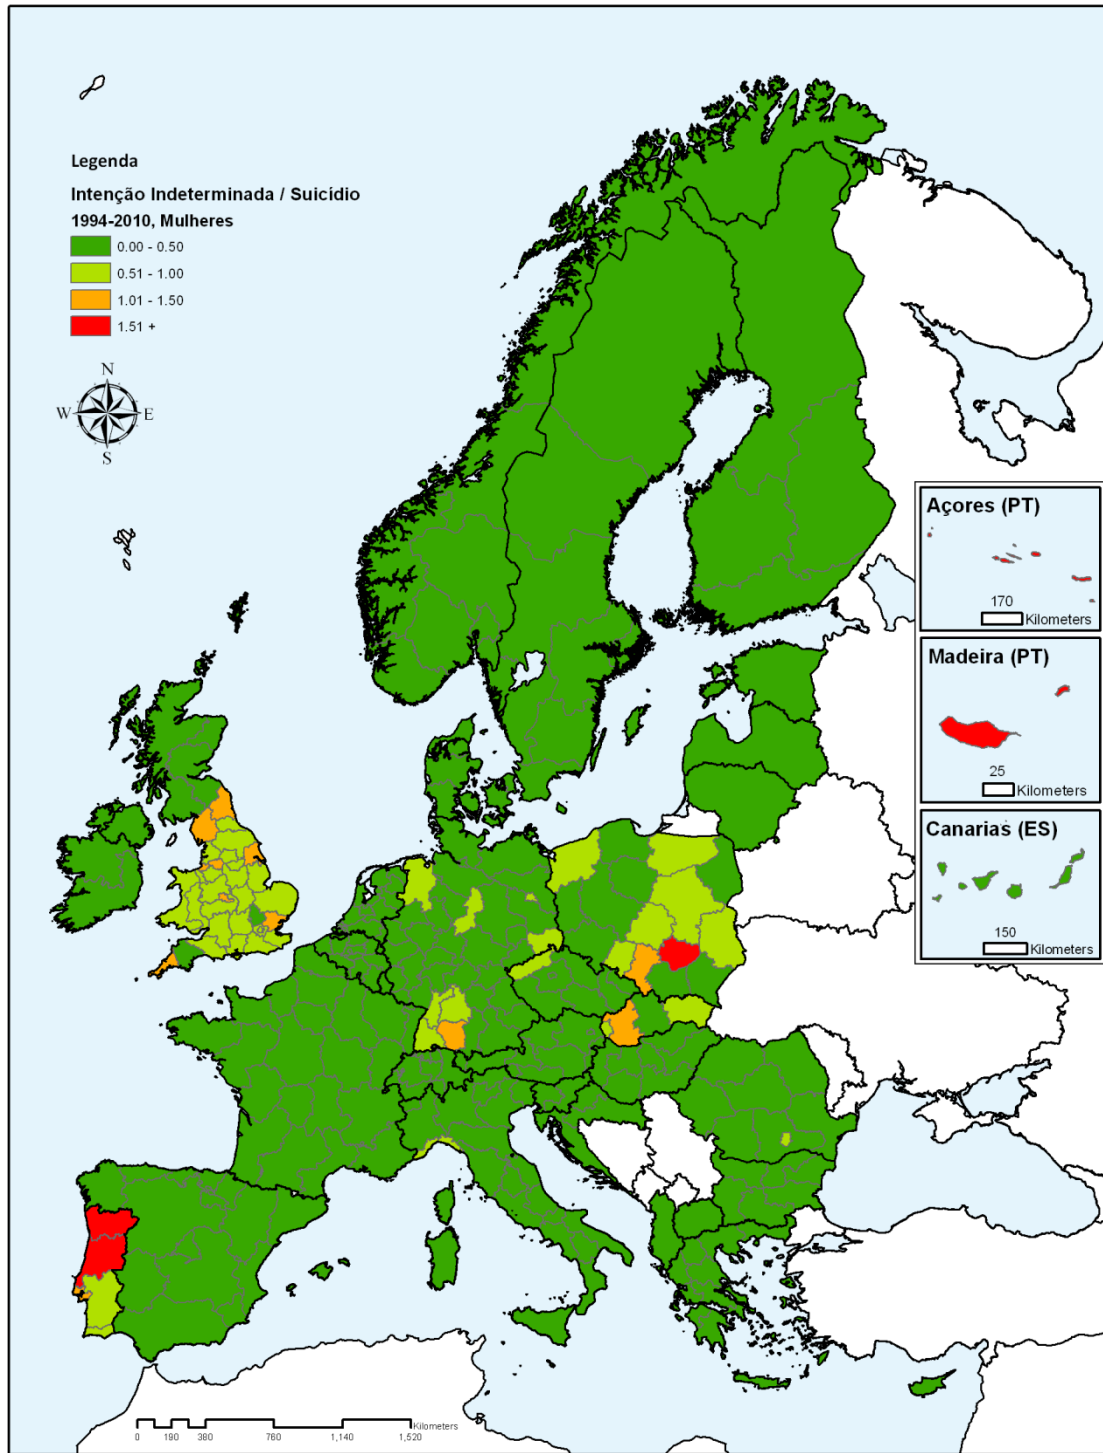 Legenda
Intenção Indeterminada / Suicídio
1994-2010, Mulheres
0.00 - 0.50
0.51 - 1.00
1.01 - 1.50
1.51 +
N
W E
S
Açores (PT)
170
Kilometers
Madeira (PT)
25
Kilometers
Canarias (ES)
150
Kilometers
Kilometers
0 190 380 760 1,140 1,520